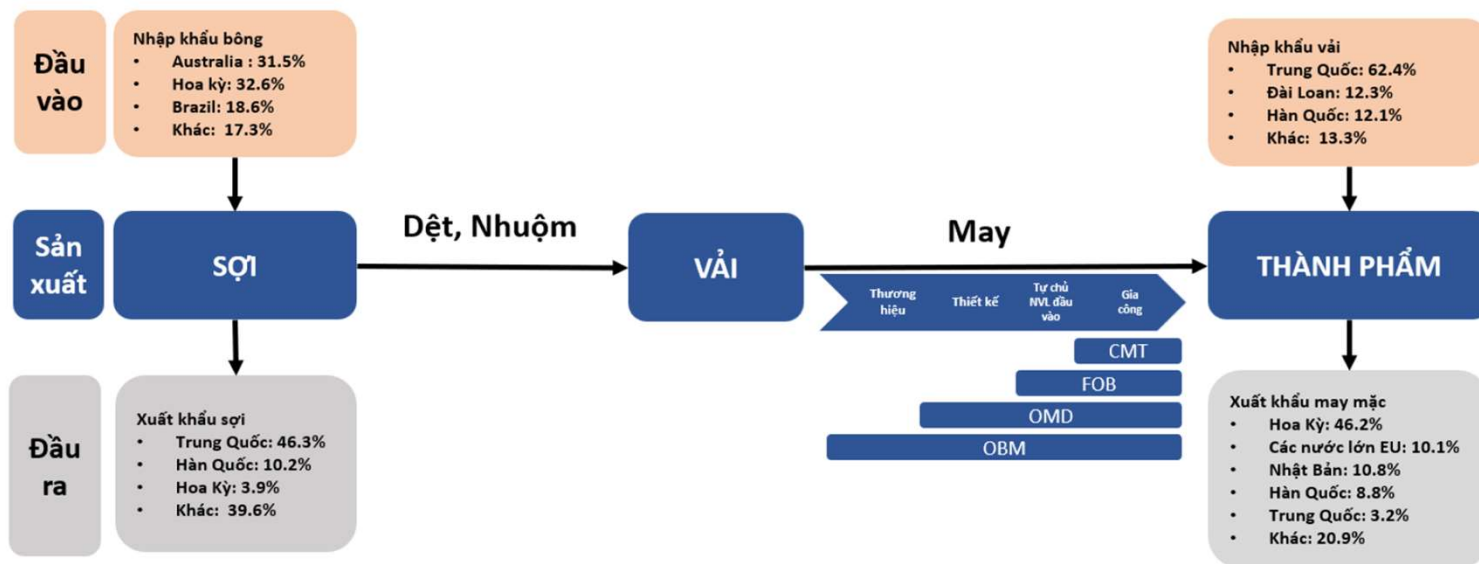 Đầu
vào
Nhập khẩu bông
• Australia : 31.5%
• Hoa kỳ: 32.6%
• Brazil: 18.6%
• Khác: 17.3%
Nhập khẩu vải
• Trung Quốc: 62.4%
• Đài Loan: 12.3%
• Hàn Quốc: 12.1%
• Khác: 13.3%
Sản
xuất
SỢI
Dệt, Nhuộm
VẢI
May
THÀNH PHẨM
Thương
hiệu
Thiết kế
Tự chủ
NVL đầu
vào
Gia
công
CMT
FOB
OMD
OBM
Đầu
ra
Xuất khẩu sợi
• Trung Quốc: 46.3%
• Hàn Quốc: 10.2%
• Hoa Kỳ: 3.9%
• Khác: 39.6%
Xuất khẩu may mặc
• Hoa Kỳ: 46.2%
• Các nước lớn EU: 10.1%
• Nhật Bản: 10.8%
• Hàn Quốc: 8.8%
• Trung Quốc: 3.2%
• Khác: 20.9%